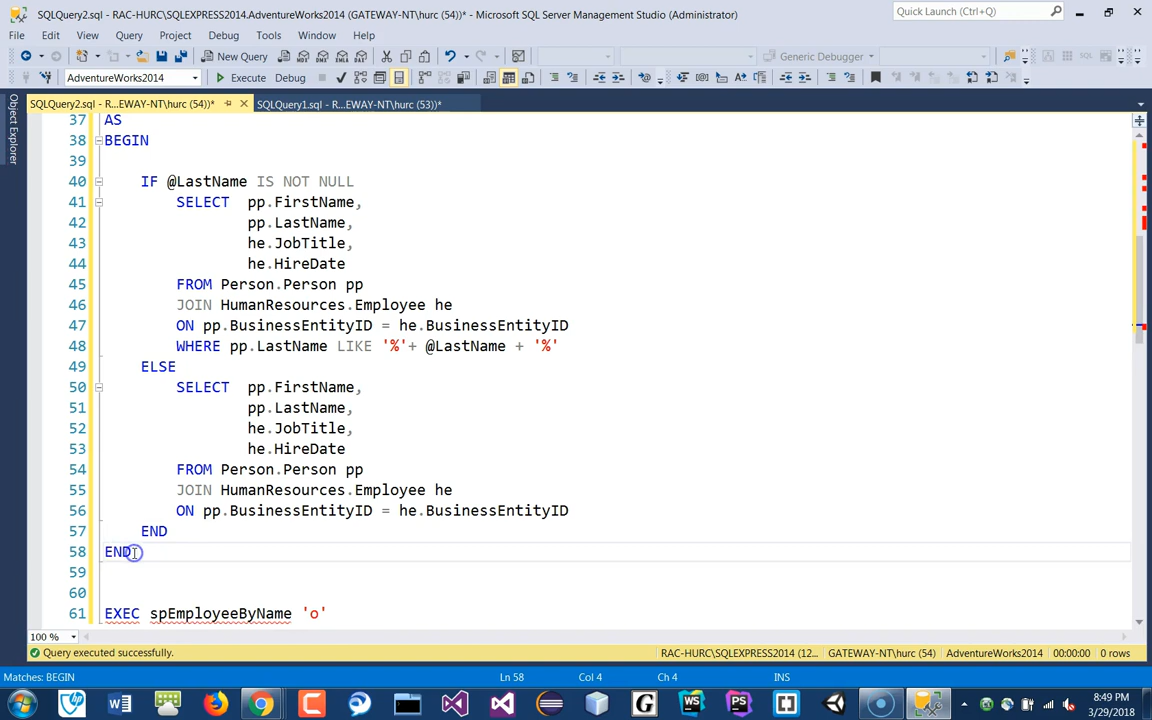 SQLQuery2.sql - RAC-HURC\SQLEXPRESS2014.AdventureWorks2014 (GATEWAY-NT\hurc (54))* - Microsoft SQL Server Management Studio (Administrator)
Quick Launch (Ctrl+Q)
File Edit View Query Project Debug Tools Window Help
New Query
Generic Debugger
AdventureWorks2014
Execute Debug
SQLQuery2.sql - R...EWAY-NT\hurc (54))*
SQLQuery1.sql - R...EWAY-NT\hurc (53))*
Object Explorer
37 AS
38 BEGIN
39
40 IF @LastName IS NOT NULL
41 SELECT pp.FirstName,
42 pp.LastName,
43 he.JobTitle,
44 he.HireDate
45 FROM Person.Person pp
46 JOIN HumanResources.Employee he
47 ON pp.BusinessEntityID = he.BusinessEntityID
48 WHERE pp.LastName LIKE '%'+ @LastName + '%'
49 ELSE
50 SELECT pp.FirstName,
51 pp.LastName,
52 he.JobTitle,
53 he.HireDate
54 FROM Person.Person pp
55 JOIN HumanResources.Employee he
56 ON pp.BusinessEntityID = he.BusinessEntityID
57 END
58 END
59
60
61 EXEC spEmployeeByName 'o'
100 %
Query executed successfully.
RAC-HURC\SQLEXPRESS2014 (12... GATEWAY-NT\hurc (54) AdventureWorks2014 00:00:00 0 rows
Matches: BEGIN
Ln 58 Col 4 Ch 4 INS
8:49 PM
3/29/2018